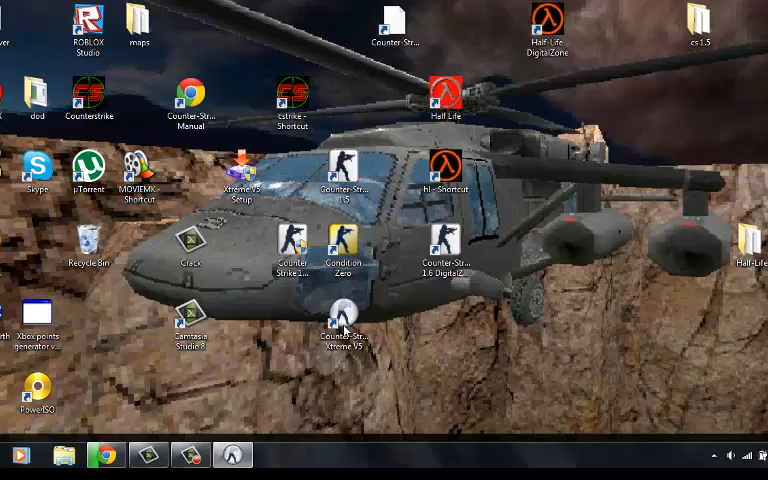 ver
ROBLOX
Studio
maps
Counter-Str...
Half-Life
DigitalZone
cs 1.5
X
dod
Counterstrike
Counter-Str...
Manual
cstrike -
Shortcut
Half Life
Skype
µTorrent
MOVIEMK -
Shortcut
Xtreme V5
Setup
Counter-Str...
1.5
hl - Shortcut
Recycle Bin
Crack
Counter
Strike 1...
Condition
Zero
Counter-Str...
1.6 DigitalZ...
Half-Life
rth
Xbox points
generator v...
Camtasia
Studio 8
Counter-Str...
Xtreme V5
PowerISO